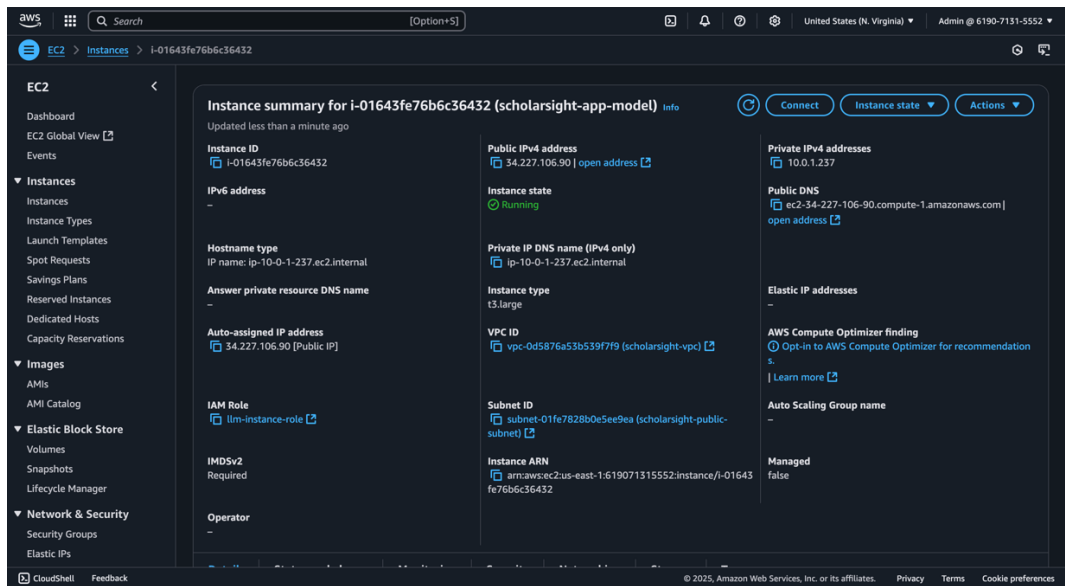 aws
Search [Option+S]
United States (N. Virginia)
Admin @ 6190-7131-5552
EC2 > Instances > i-01643fe76b6c36432
EC2
Dashboard
EC2 Global View
Events
Instances
Instances
Instance Types
Launch Templates
Spot Requests
Savings Plans
Reserved Instances
Dedicated Hosts
Capacity Reservations
Images
AMIs
AMI Catalog
Elastic Block Store
Volumes
Snapshots
Lifecycle Manager
Network & Security
Security Groups
Elastic IPs
Instance summary for i-01643fe76b6c36432 (scholarsight-app-model) Info
Connect
Instance state
Actions
Updated less than a minute ago
Instance ID
i-01643fe76b6c36432
Public IPv4 address
34.227.106.90 | open address
Private IPv4 addresses
10.0.1.237
IPv6 address
–
Instance state
Running
Public DNS
ec2-34-227-106-90.compute-1.amazonaws.com |
open address
Hostname type
IP name: ip-10-0-1-237.ec2.internal
Private IP DNS name (IPv4 only)
ip-10-0-1-237.ec2.internal
Answer private resource DNS name
–
Instance type
t3.large
Elastic IP addresses
–
Auto-assigned IP address
34.227.106.90 [Public IP]
VPC ID
vpc-0d5876a53b539f7f9 (scholarsight-vpc)
AWS Compute Optimizer finding
Opt-in to AWS Compute Optimizer for recommendation
s.
| Learn more
IAM Role
llm-instance-role
Subnet ID
subnet-01fe7828b0e5ee9ea (scholarsight-public-
subnet)
Auto Scaling Group name
–
IMDSv2
Required
Instance ARN
arn:aws:ec2:us-east-1:619071315552:instance/i-01643
fe76b6c36432
Managed
false
Operator
–
CloudShell
Feedback
© 2025, Amazon Web Services, Inc. or its affiliates.
Privacy
Terms
Cookie preferences